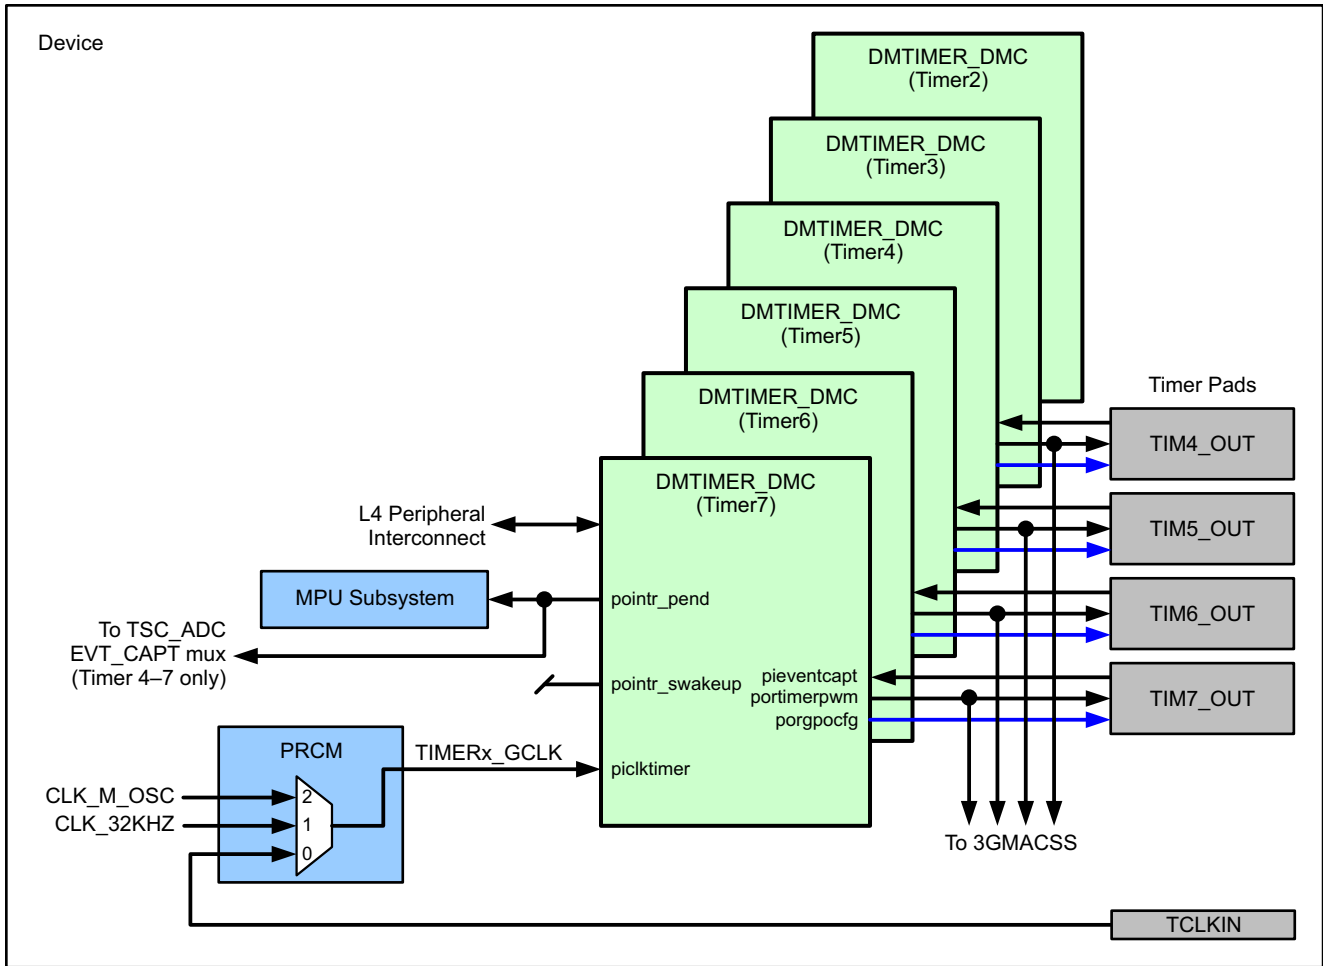 Device
DMTIMER_DMC
(Timer2)
DMTIMER_DMC
(Timer3)
DMTIMER_DMC
(Timer4)
DMTIMER_DMC
(Timer5)
DMTIMER_DMC
(Timer6)
DMTIMER_DMC
(Timer7)
Timer Pads
TIM4_OUT
TIM5_OUT
TIM6_OUT
TIM7_OUT
L4 Peripheral
Interconnect
MPU Subsystem
pointr_pend
To TSC_ADC
EVT_CAPT mux
(Timer 4–7 only)
pointr_swakeup
pieventcapt
portimerpwm
porgpocfg
PRCM
TIMERx_GCLK
piclktimer
CLK_M_OSC
2
CLK_32KHZ
1
0
To 3GMACSS
TCLKIN